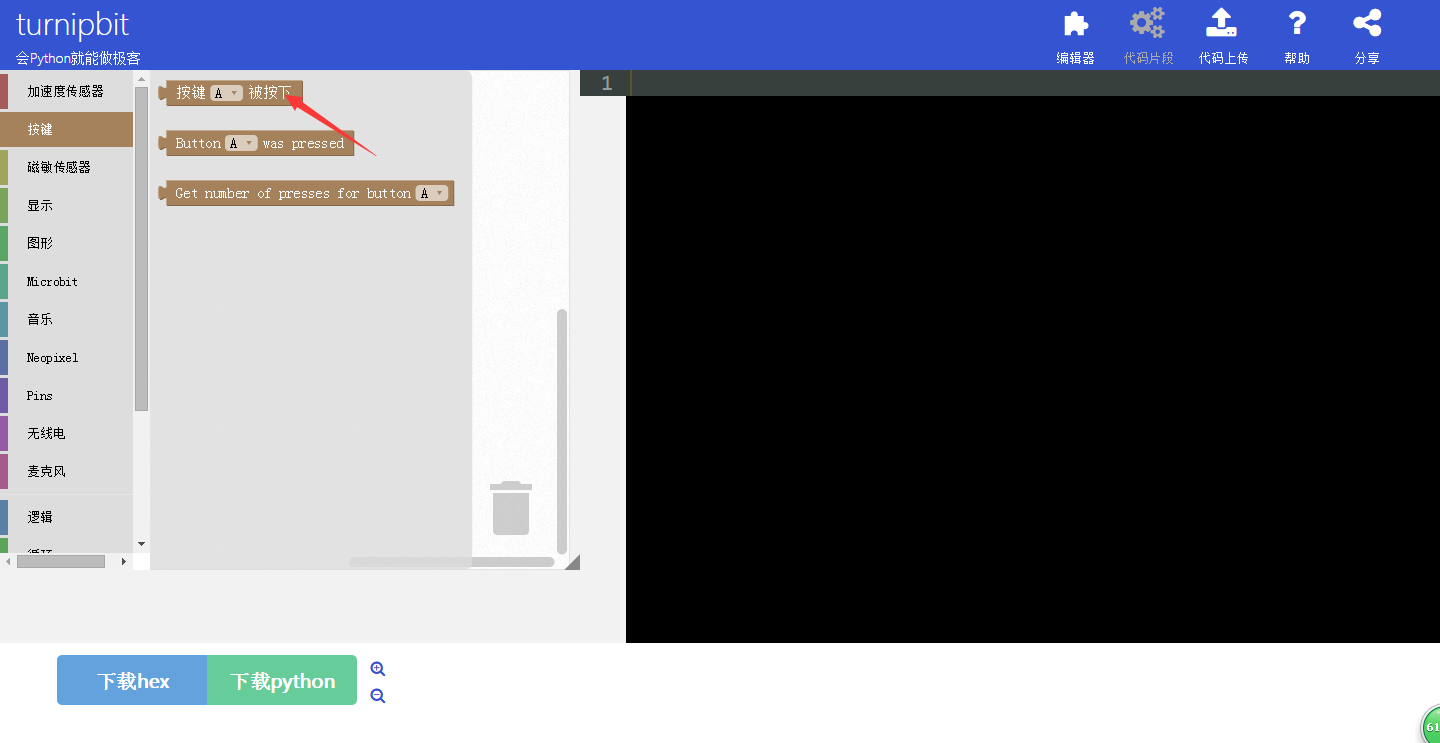 turnipbit
会Python就能做极客
编辑器
代码片段
代码上传
帮助
分享
加速度传感器
按键
磁敏传感器
显示
图形
Microbit
音乐
Neopixel
Pins
无线电
麦克风
逻辑
循环
按键 A 被按下
Button A was pressed
Get number of presses for button A
1
下载hex
下载python
61